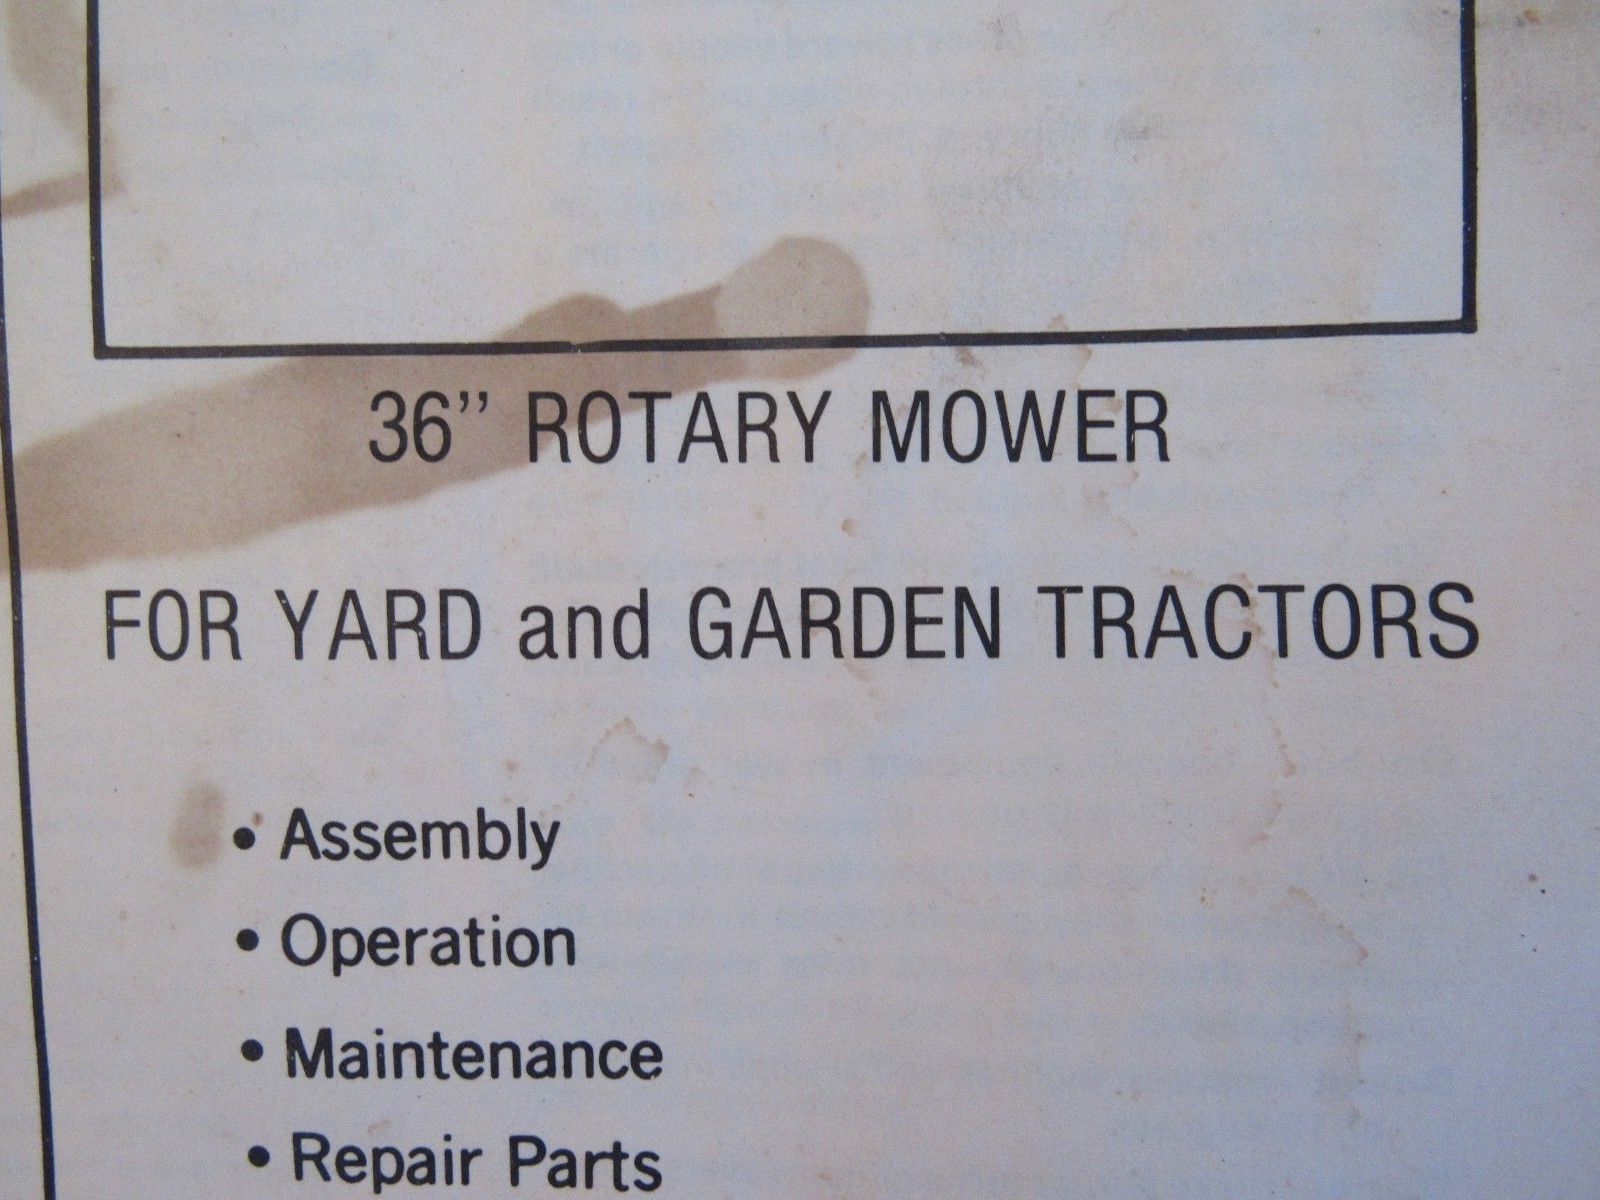 36” ROTARY MOWER
FOR YARD and GARDEN TRACTORS
• Assembly
• Operation
• Maintenance
• Repair Parts